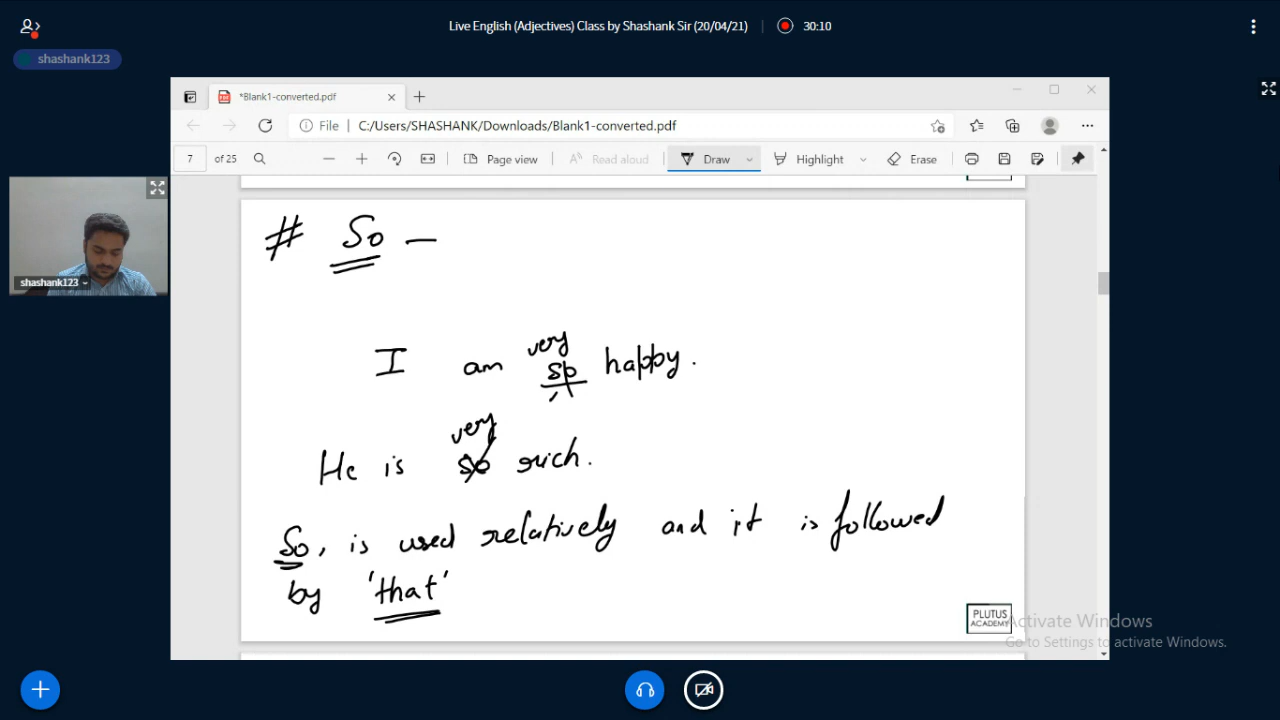 Live English (Adjectives) Class by Shashank Sir (20/04/21)
30:10
shashank123
*Blank1-converted.pdf
File
C:/Users/SHASHANK/Downloads/Blank1-converted.pdf
7 of 25
Page view
Read aloud
Draw
Highlight
Erase
shashank123
# So —
very
I am so happy.
very
He is so rich.
So, is used relatively and it is followed
by 'that'
PLUTUS
ACADEMY
Activate Windows
Go to Settings to activate Windows.